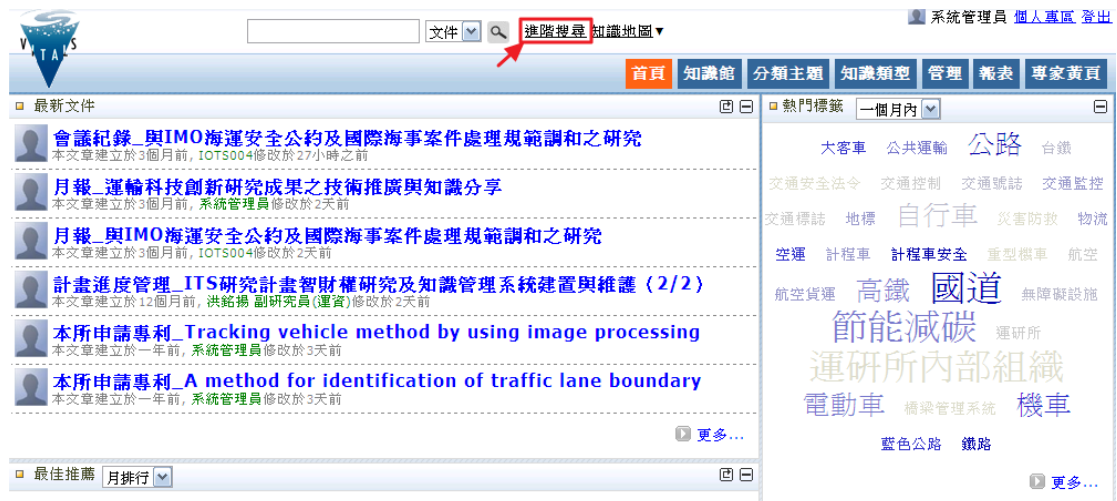 VITALS
文件 進階搜尋 知識地圖▼ 系統管理員 個人專區 登出
首頁 知識館 分類主題 知識類型 管理 報表 專家黃頁
最新文件
會議紀錄_與IMO海運安全公約及國際海事案件處理規範調和之研究
本文章建立於3個月前, IOTS004修改於27小時之前
月報_運輸科技創新研究成果之技術推廣與知識分享
本文章建立於3個月前, 系統管理員修改於2天前
月報_與IMO海運安全公約及國際海事案件處理規範調和之研究
本文章建立於3個月前, IOTS004修改於2天前
計畫進度管理_ITS研究計畫智財權研究及知識管理系統建置與維護（2/2）
本文章建立於12個月前, 洪銘揚 副研究員(運資)修改於2天前
本所申請專利_Tracking vehicle method by using image processing
本文章建立於一年前, 系統管理員修改於3天前
本所申請專利_A method for identification of traffic lane boundary
本文章建立於一年前, 系統管理員修改於3天前
更多...
最佳推薦 月排行
熱門標籤 一個月內
大客車 公共運輸 公路 台鐵
交通安全法令 交通控制 交通號誌 交通監控
交通標誌 地標 自行車 災害防救 物流
空運 計程車 計程車安全 重型機車 航空
航空貨運 高鐵 國道 無障礙設施
節能減碳 運研所
運研所內部組織
電動車 橋梁管理系統 機車
藍色公路 鐵路
更多...